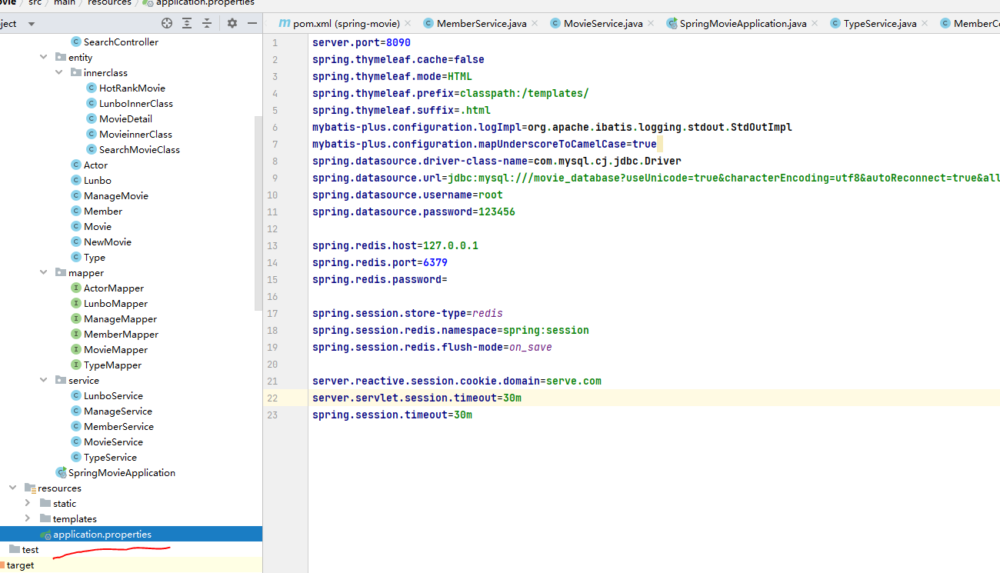 ovie src main resources application.properties
ject
pom.xml (spring-movie) MemberService.java MovieService.java SpringMovieApplication.java TypeService.java MemberCo
SearchController
entity
innerclass
HotRankMovie
LunboInnerClass
MovieDetail
MovieinnerClass
SearchMovieClass
Actor
Lunbo
ManageMovie
Member
Movie
NewMovie
Type
mapper
ActorMapper
LunboMapper
ManageMapper
MemberMapper
MovieMapper
TypeMapper
service
LunboService
ManageService
MemberService
MovieService
TypeService
SpringMovieApplication
resources
static
templates
application.properties
test
target
1 server.port=8090
2 spring.thymeleaf.cache=false
3 spring.thymeleaf.mode=HTML
4 spring.thymeleaf.prefix=classpath:/templates/
5 spring.thymeleaf.suffix=.html
6 mybatis-plus.configuration.logImpl=org.apache.ibatis.logging.stdout.StdOutImpl
7 mybatis-plus.configuration.mapUnderscoreToCamelCase=true
8 spring.datasource.driver-class-name=com.mysql.cj.jdbc.Driver
9 spring.datasource.url=jdbc:mysql:///movie_database?useUnicode=true&characterEncoding=utf8&autoReconnect=true&all
10 spring.datasource.username=root
11 spring.datasource.password=123456
12
13 spring.redis.host=127.0.0.1
14 spring.redis.port=6379
15 spring.redis.password=
16
17 spring.session.store-type=redis
18 spring.session.redis.namespace=spring:session
19 spring.session.redis.flush-mode=on_save
20
21 server.reactive.session.cookie.domain=serve.com
22 server.servlet.session.timeout=30m
23 spring.session.timeout=30m